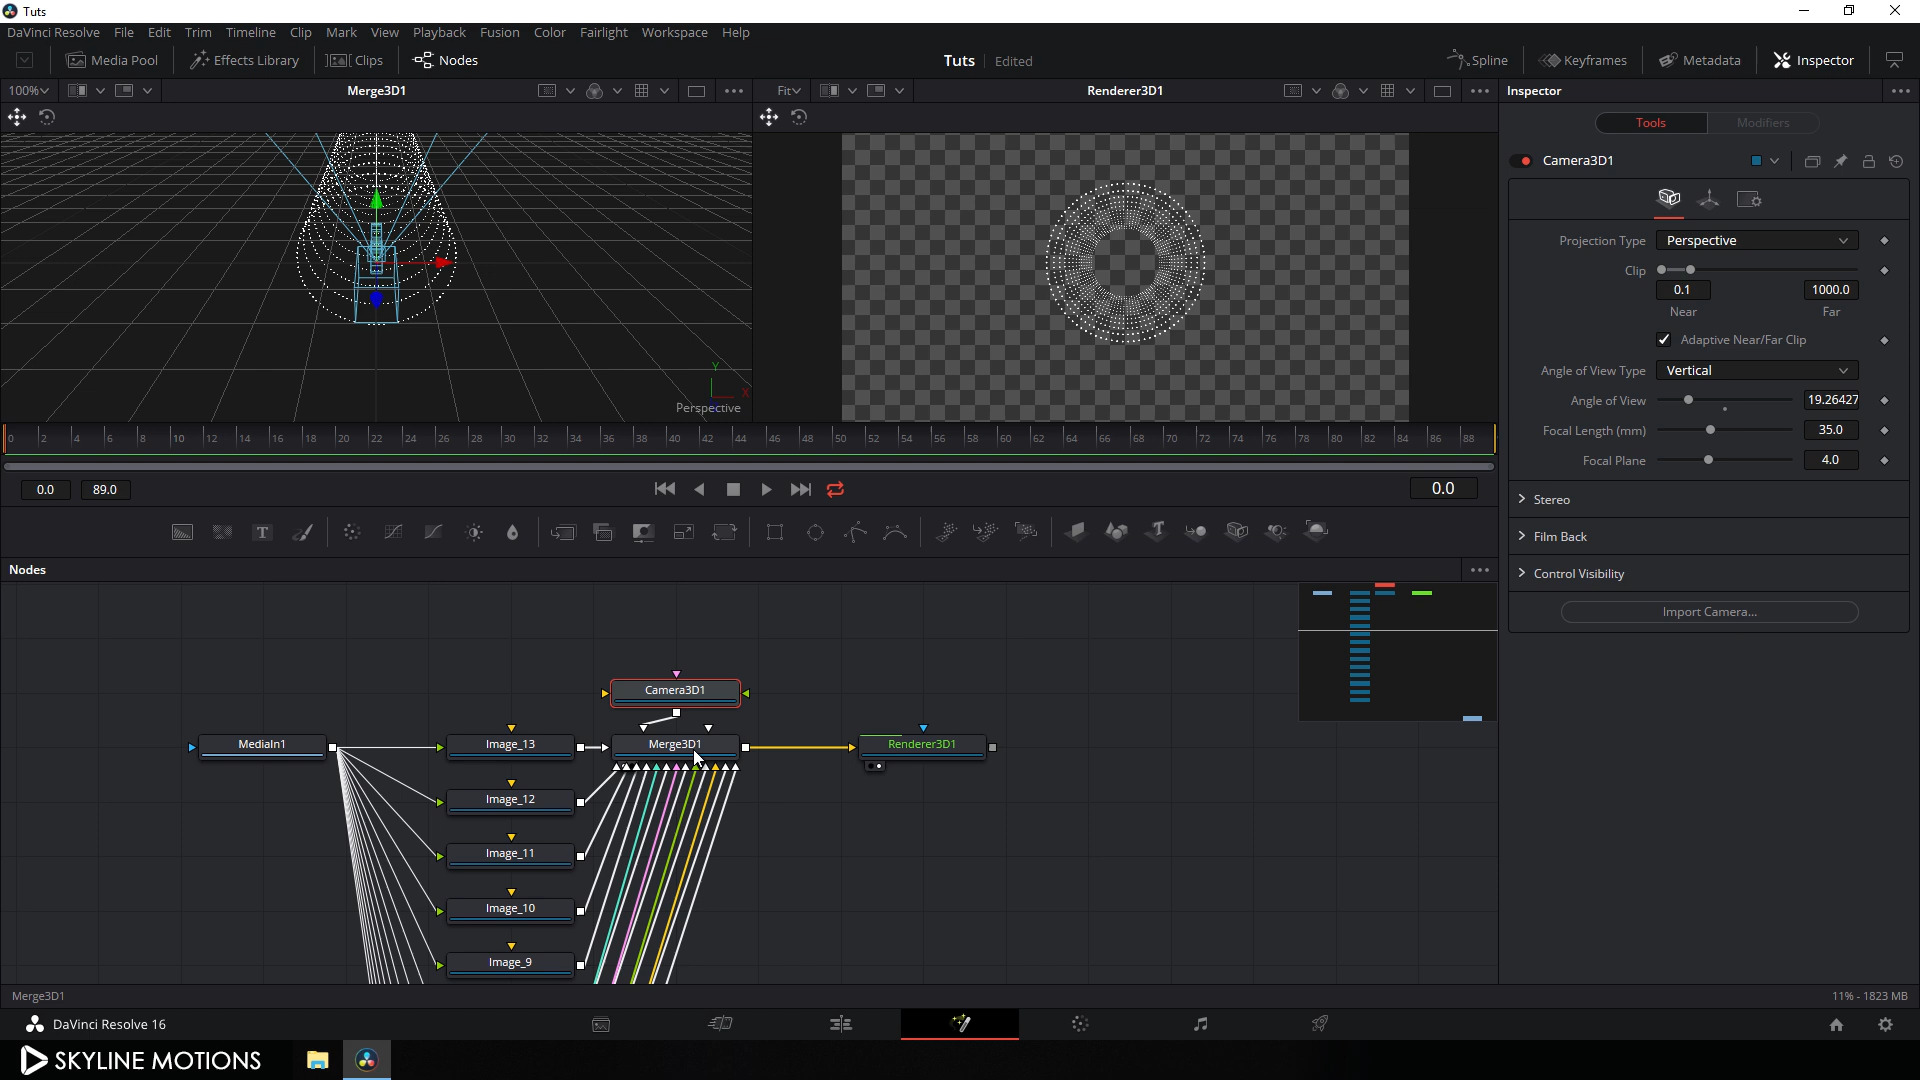 Tuts
DaVinci Resolve File Edit Trim Timeline Clip Mark View Playback Fusion Color Fairlight Workspace Help
Media Pool Effects Library Clips Nodes Tuts Edited Spline Keyframes Metadata Inspector
100% Merge3D1 Fit Renderer3D1 Inspector
Tools Modifiers
Camera3D1
Projection Type Perspective
Clip
0.1 1000.0
Near Far
Adaptive Near/Far Clip
Angle of View Type Vertical
Angle of View 19.26427
Focal Length (mm) 35.0
Focal Plane 4.0
Stereo
Film Back
Control Visibility
Import Camera...
Y
X
Perspective
0 2 4 6 8 10 12 14 16 18 20 22 24 26 28 30 32 34 36 38 40 42 44 46 48 50 52 54 56 58 60 62 64 66 68 70 72 74 76 78 80 82 84 86 88
0.0 89.0 0.0
Nodes
Camera3D1
MediaIn1 Image_13 Merge3D1 Renderer3D1
Image_12
Image_11
Image_10
Image_9
Merge3D1 11% - 1823 MB
DaVinci Resolve 16
SKYLINE MOTIONS